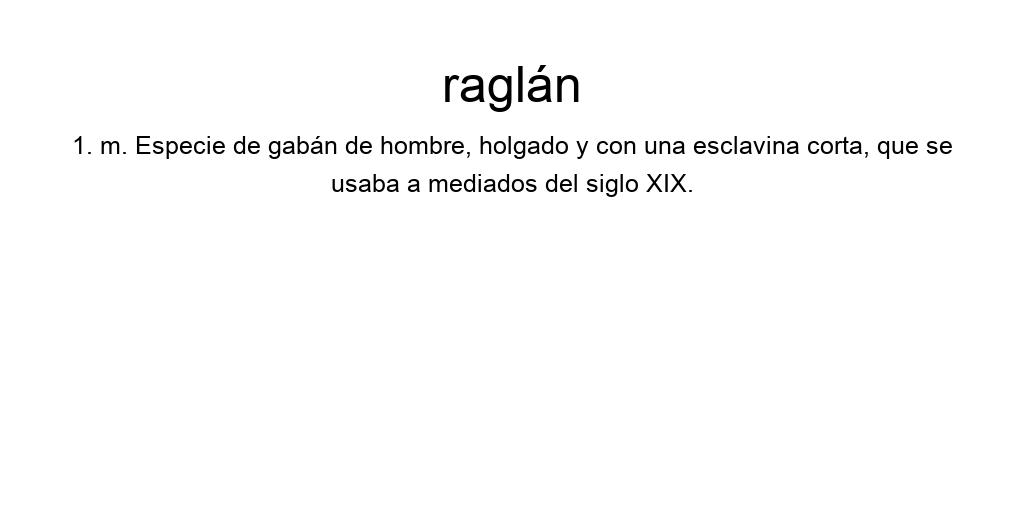 raglán
1. m. Especie de gabán de hombre, holgado y con una esclavina corta, que se
usaba a mediados del siglo XIX.